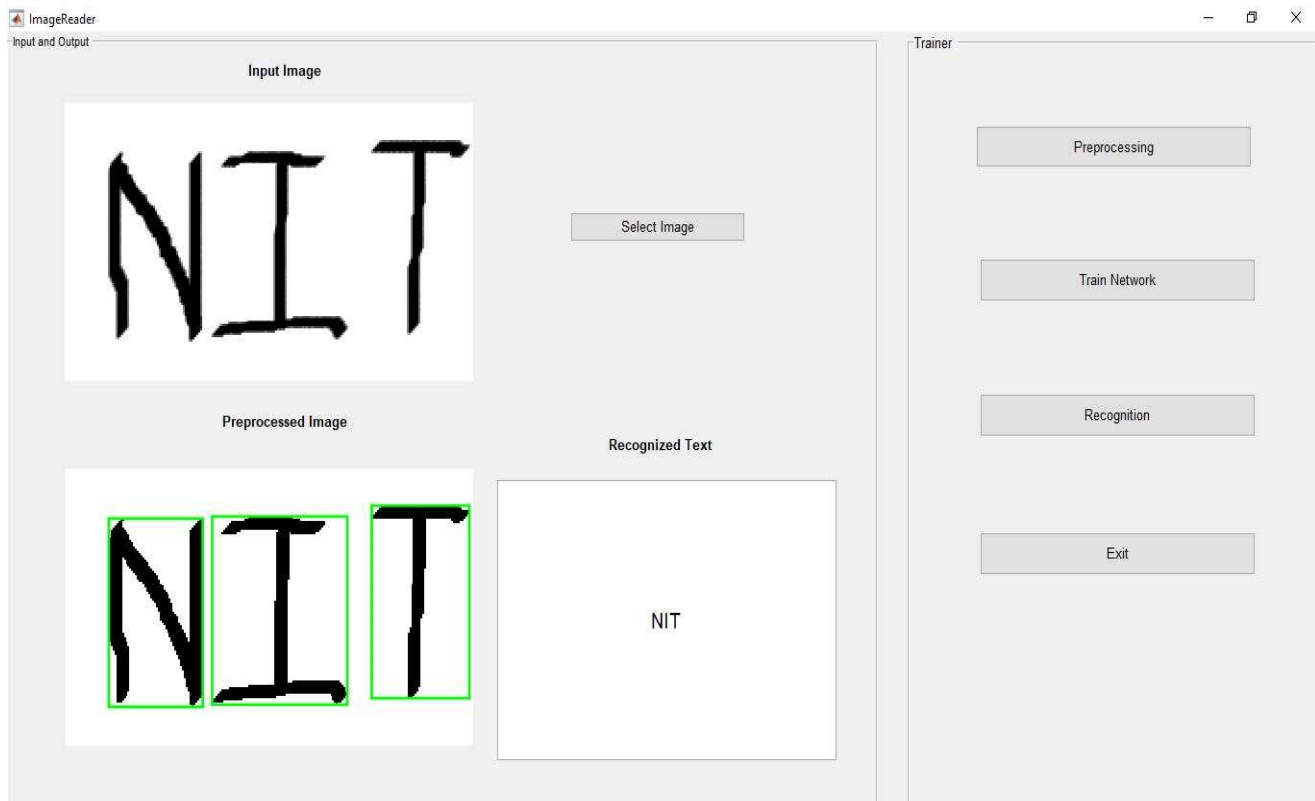 ImageReader
Input and Output
Input Image
NIT
Select Image
Preprocessed Image
NIT
Recognized Text
NIT
Trainer
Preprocessing
Train Network
Recognition
Exit